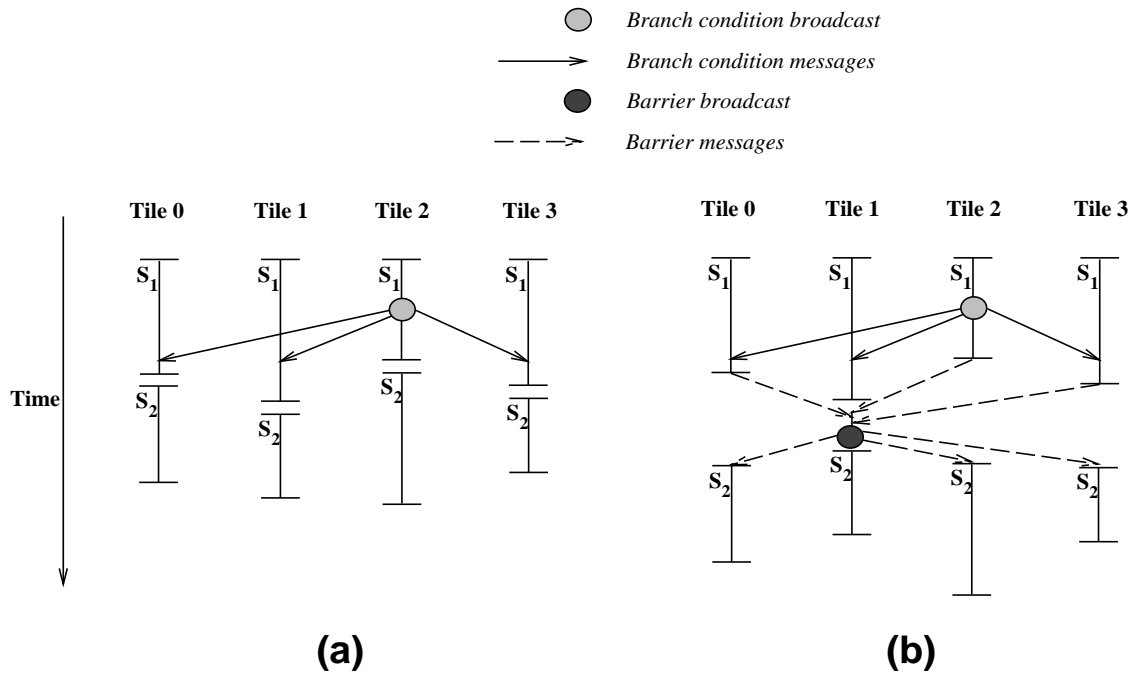 Branch condition broadcast
Branch condition messages
Barrier broadcast
Barrier messages
Tile 0 Tile 1 Tile 2 Tile 3
S1 S1 S1 S1
Time
S2 S2 S2 S2
(a)
Tile 0 Tile 1 Tile 2 Tile 3
S1 S1 S1 S1
S2 S2 S2 S2
(b)